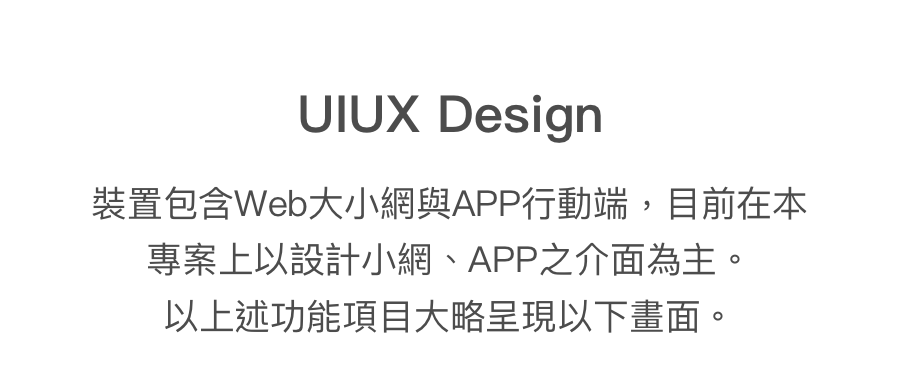 UIUX Design
裝置包含Web大小網與APP行動端，目前在本
專案上以設計小網、APP之介面為主。
以上述功能項目大略呈現以下畫面。